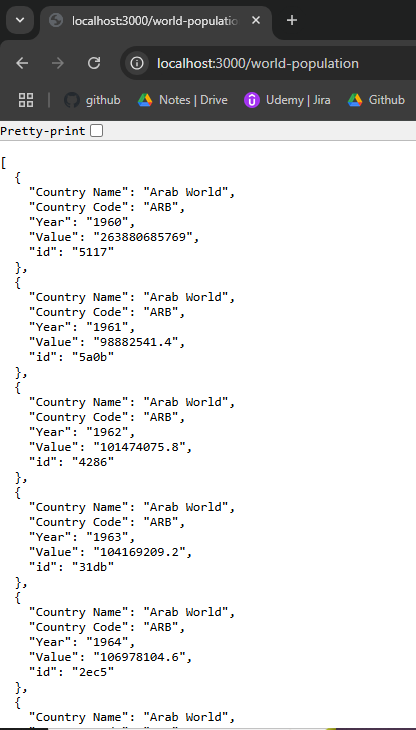 localhost:3000/world-populatio
localhost:3000/world-population
github
Notes | Drive
Udemy | Jira
Github
Pretty-print
[
  {
    "Country Name": "Arab World",
    "Country Code": "ARB",
    "Year": "1960",
    "Value": "263880685769",
    "id": "5117"
  },
  {
    "Country Name": "Arab World",
    "Country Code": "ARB",
    "Year": "1961",
    "Value": "98882541.4",
    "id": "5a0b"
  },
  {
    "Country Name": "Arab World",
    "Country Code": "ARB",
    "Year": "1962",
    "Value": "101474075.8",
    "id": "4286"
  },
  {
    "Country Name": "Arab World",
    "Country Code": "ARB",
    "Year": "1963",
    "Value": "104169209.2",
    "id": "31db"
  },
  {
    "Country Name": "Arab World",
    "Country Code": "ARB",
    "Year": "1964",
    "Value": "106978104.6",
    "id": "2ec5"
  },
  {
    "Country Name": "Arab World",